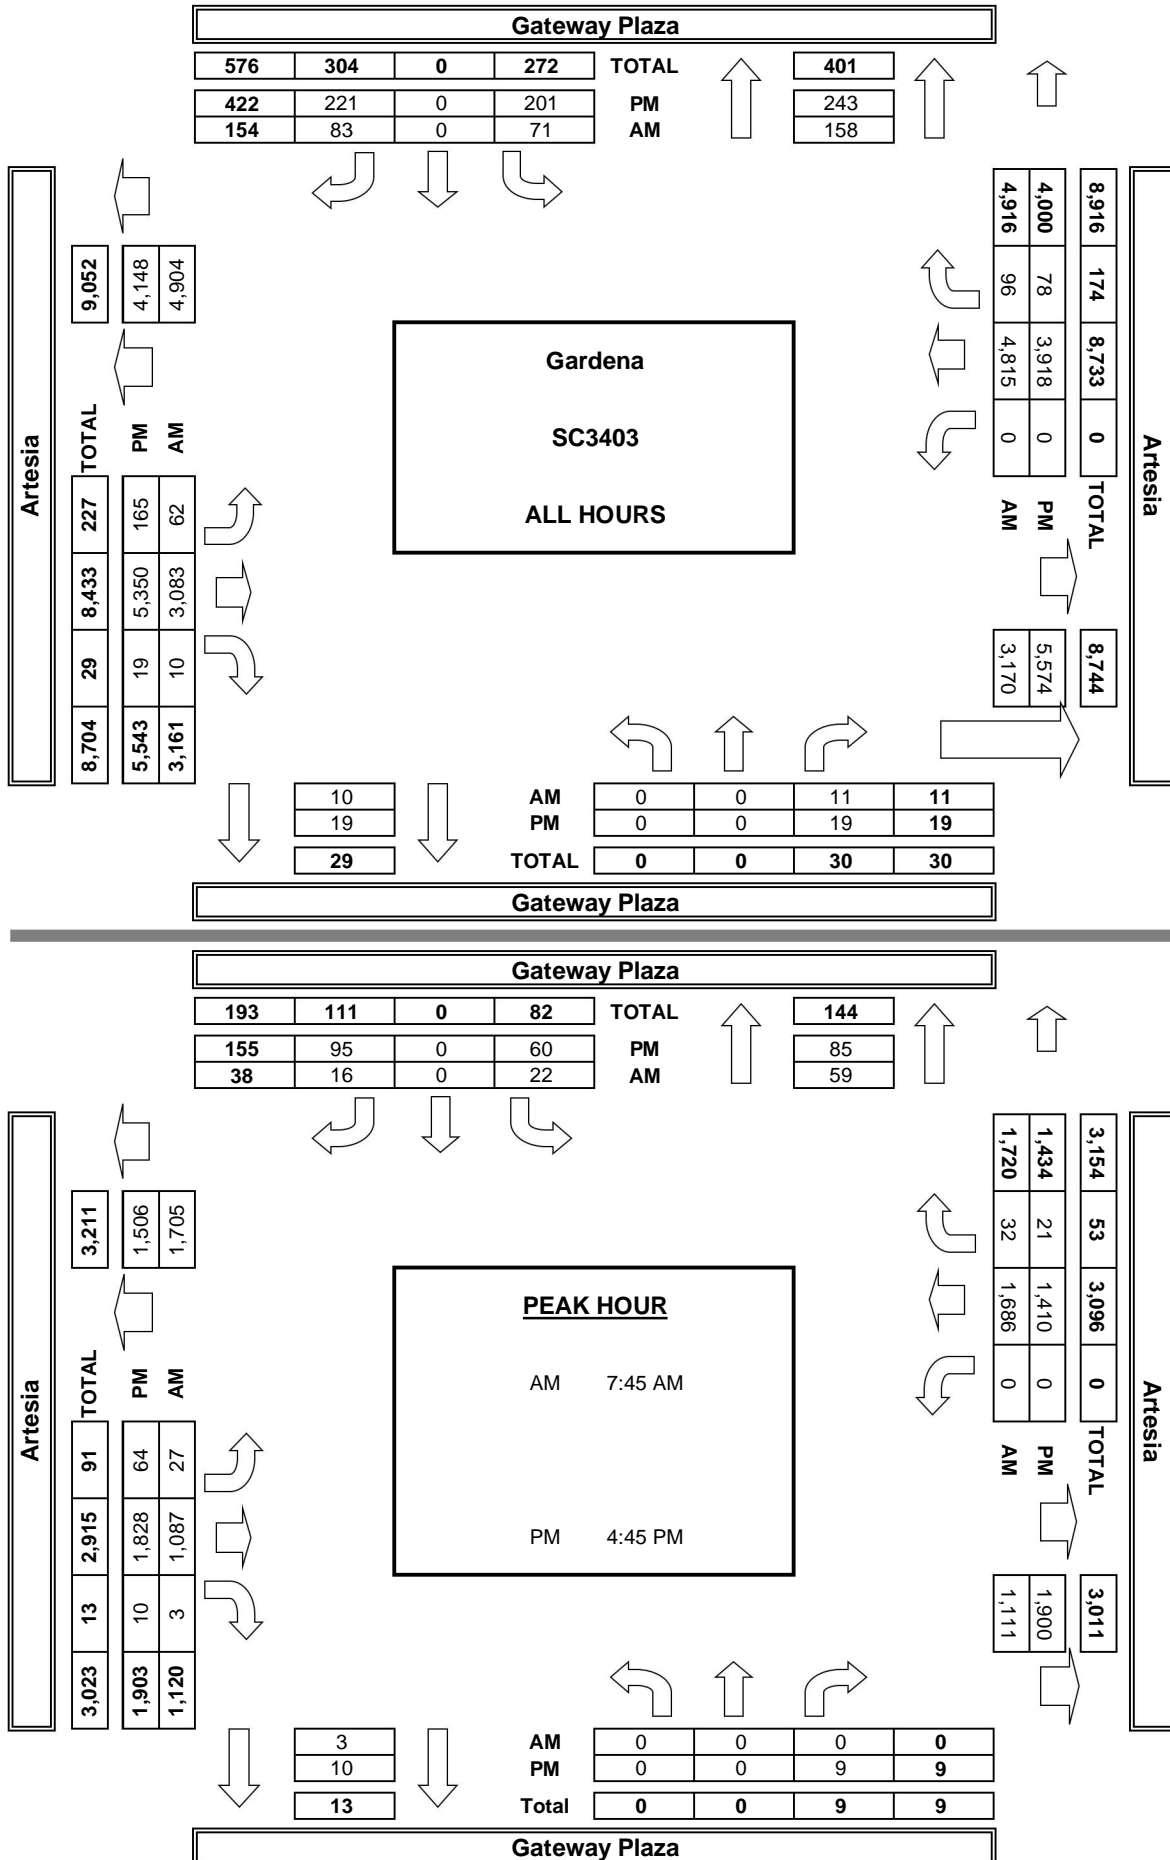 Gateway Plaza
576 304 0 272 TOTAL 401
422 221 0 201 PM 243
154 83 0 71 AM 158
Artesia
9,052
4,148
4,904
TOTAL 227 8,433 29 8,704
PM 165 5,350 19 5,543
AM 62 3,083 10 3,161
Gardena
SC3403
ALL HOURS
8,916 174 8,733 0 TOTAL 8,744
4,000 78 3,918 0 PM 5,574
4,916 96 4,815 0 AM 3,170
Artesia
10 AM 0 0 11 11
19 PM 0 0 19 19
29 TOTAL 0 0 30 30
Gateway Plaza
Gateway Plaza
193 111 0 82 TOTAL 144
155 95 0 60 PM 85
38 16 0 22 AM 59
Artesia
3,211
1,506
1,705
TOTAL 91 2,915 13 3,023
PM 64 1,828 10 1,903
AM 27 1,087 3 1,120
PEAK HOUR
AM 7:45 AM
PM 4:45 PM
3,154 53 3,096 0 TOTAL 3,011
1,434 21 1,410 0 PM 1,900
1,720 32 1,686 0 AM 1,111
Artesia
3 AM 0 0 0 0
10 PM 0 0 9 9
13 Total 0 0 9 9
Gateway Plaza